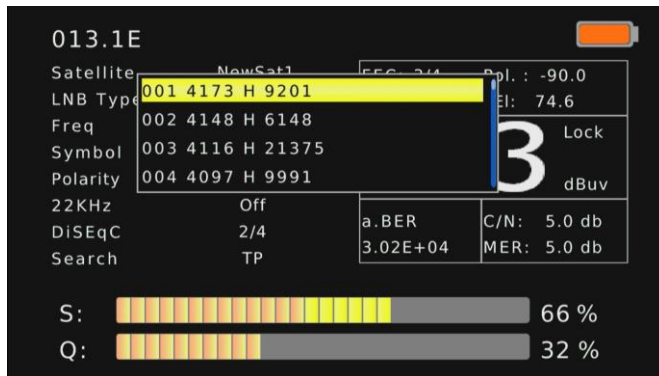 013.1E
Satellite NewSat1
LNB Type
Freq
Symbol
Polarity
22KHz Off
DiSEqC 2/4
Search TP
001 4173 H 9201
002 4148 H 6148
003 4116 H 21375
004 4097 H 9991
FEC: 3/4 Pol. : -90.0
El: 74.6
3 Lock
dBuv
a.BER
3.02E+04
C/N: 5.0 db
MER: 5.0 db
S: 66 %
Q: 32 %